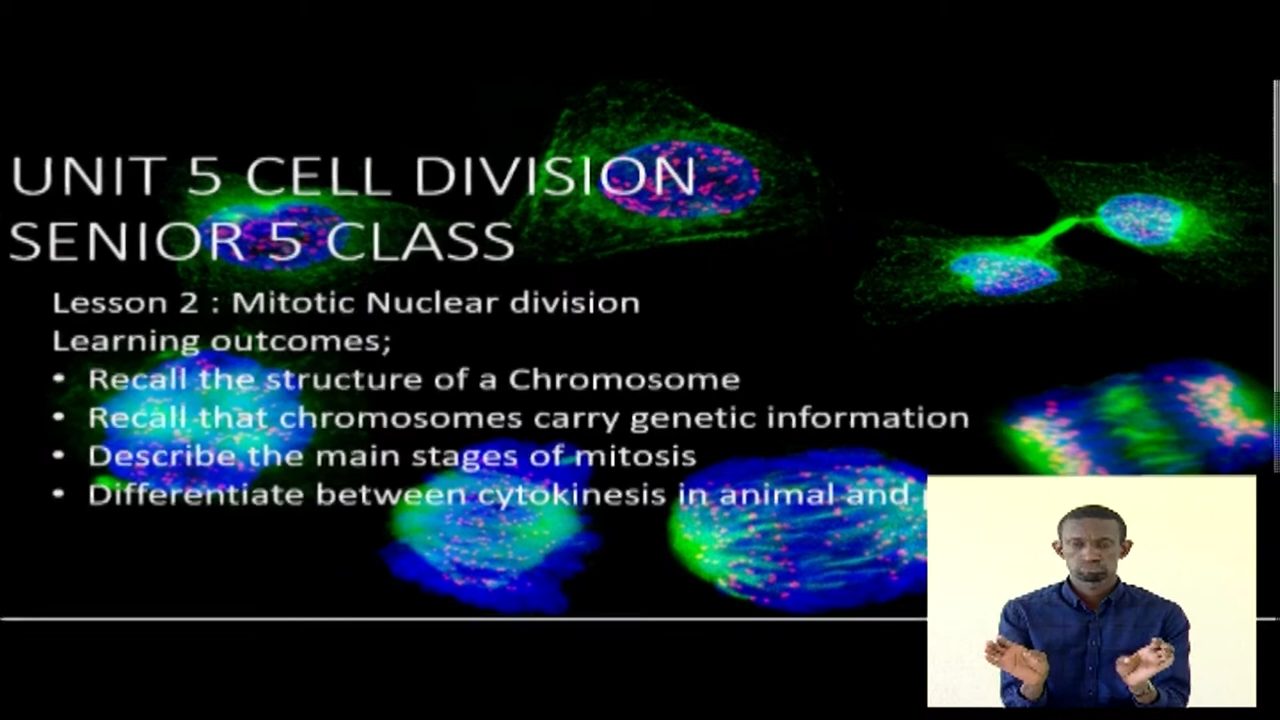 UNIT 5 CELL DIVISION
SENIOR 5 CLASS
Lesson 2 : Mitotic Nuclear division
Learning outcomes;
• Recall the structure of a Chromosome
• Recall that chromosomes carry genetic information
• Describe the main stages of mitosis
• Differentiate between cytokinesis in animal and